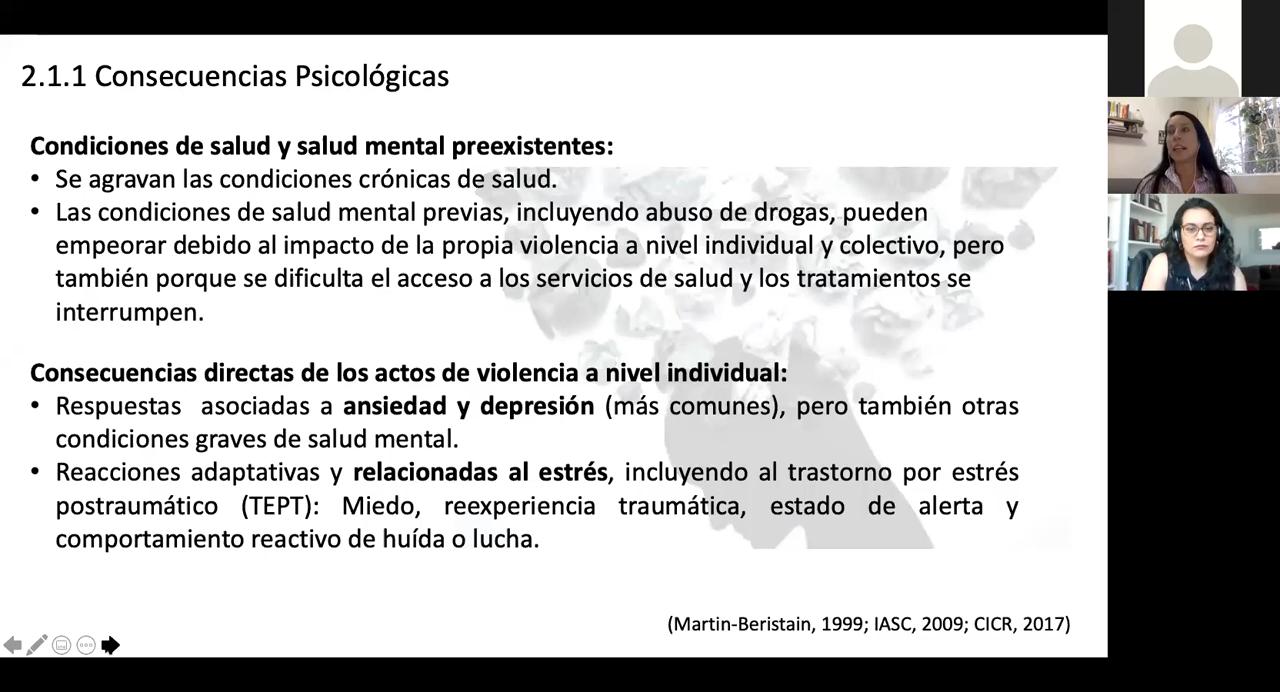 2.1.1 Consecuencias Psicológicas
Condiciones de salud y salud mental preexistentes:
• Se agravan las condiciones crónicas de salud.
• Las condiciones de salud mental previas, incluyendo abuso de drogas, pueden
empeorar debido al impacto de la propia violencia a nivel individual y colectivo, pero
también porque se dificulta el acceso a los servicios de salud y los tratamientos se
interrumpen.
Consecuencias directas de los actos de violencia a nivel individual:
• Respuestas asociadas a ansiedad y depresión (más comunes), pero también otras
condiciones graves de salud mental.
• Reacciones adaptativas y relacionadas al estrés, incluyendo al trastorno por estrés
postraumático (TEPT): Miedo, reexperiencia traumática, estado de alerta y
comportamiento reactivo de huída o lucha.
(Martin-Beristain, 1999; IASC, 2009; CICR, 2017)